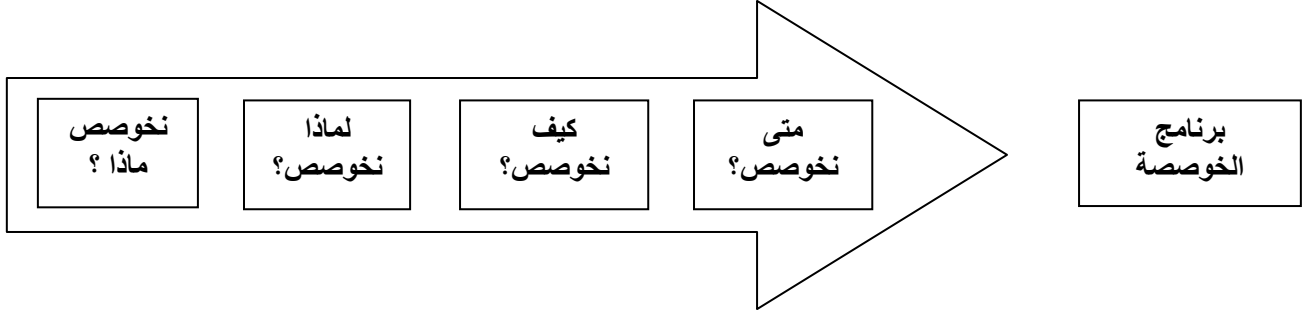 نخوصص
ماذا ؟
لماذا
نخوصص؟
كيف
نخوصص؟
متى
نخوصص؟
برنامج
الخوصصة